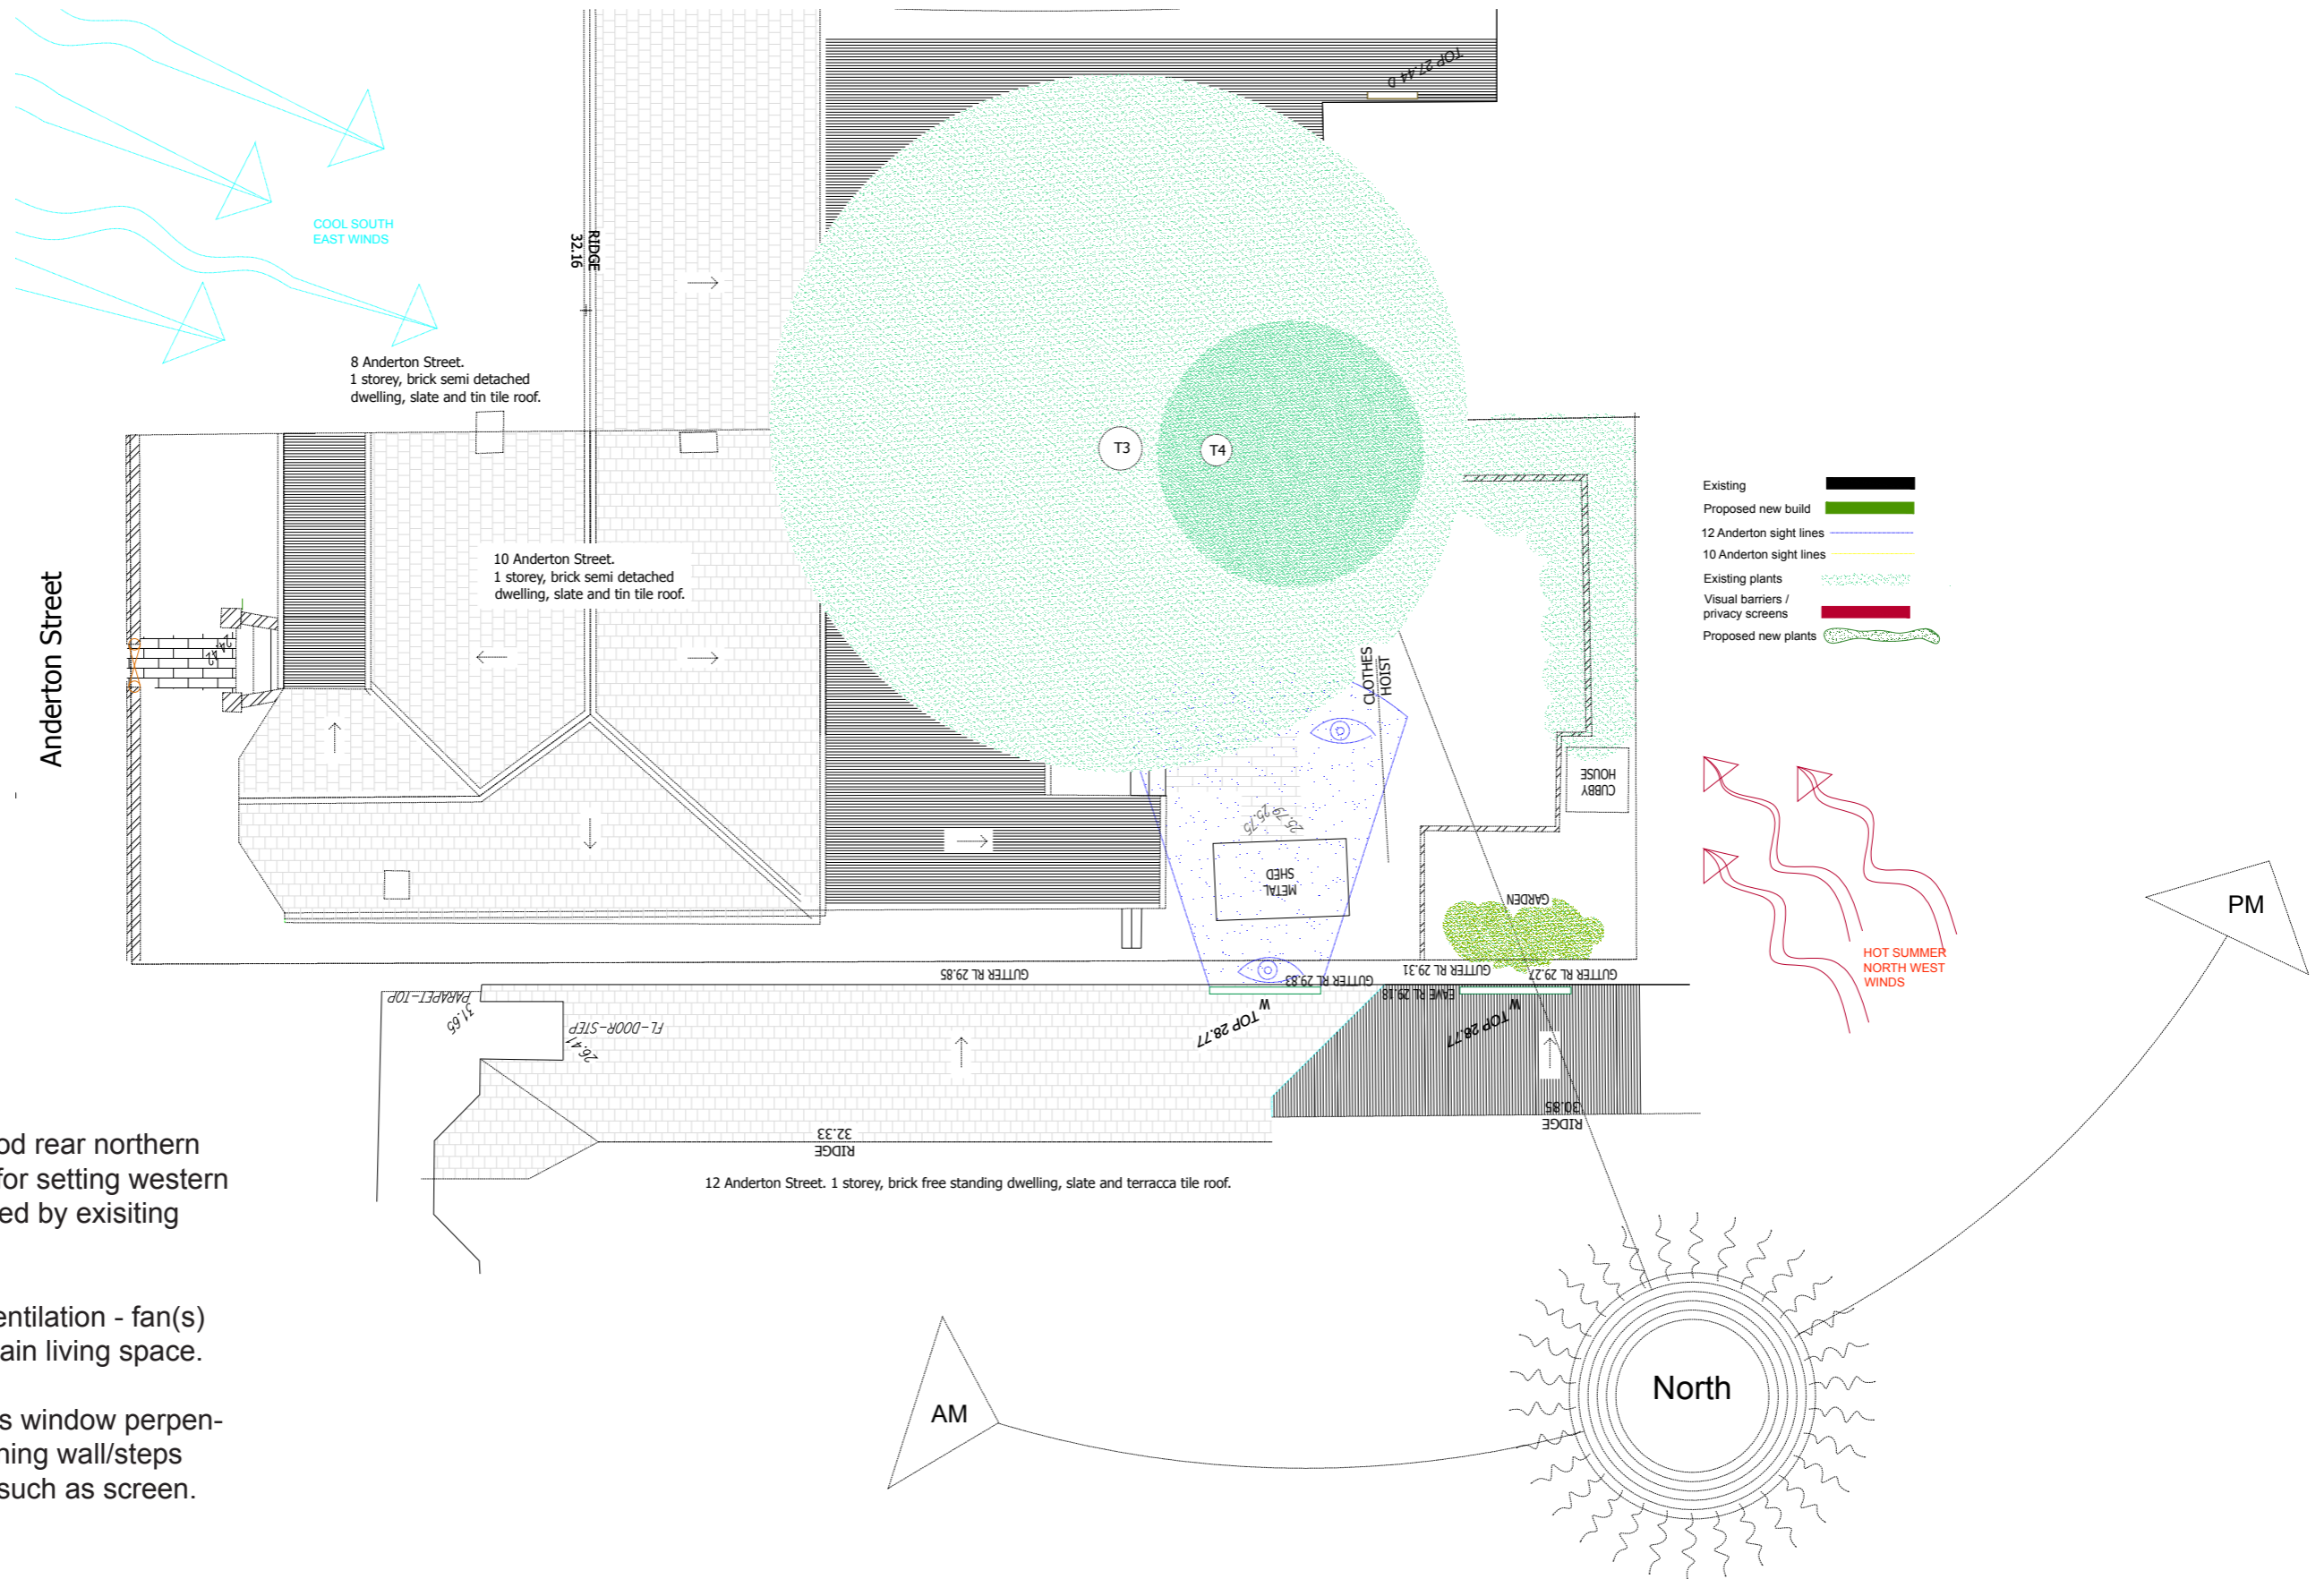 TOP 27.44 D
COOL SOUTH
EAST WINDS
RIDGE
32.16
8 Anderton Street.
1 storey, brick semi detached
dwelling, slate and tin tile roof.
T3
T4
Existing
Proposed new build
12 Anderton sight lines
10 Anderton sight lines
Existing plants
Visual barriers /
privacy screens
Proposed new plants
10 Anderton Street.
1 storey, brick semi detached
dwelling, slate and tin tile roof.
Anderton Street
24.42
CLOTHES
HOIST
CUBBY
HOUSE
25.79
25.75
METAL
SHED
GARDEN
PM
HOT SUMMER
NORTH WEST
WINDS
GUTTER RL 29.85
GUTTER RL 29.83
GUTTER RL 29.31
GUTTER RL 29.27
EAVE RL 29.18
PARAPET-TOP
31.65
FL-DOOR-STEP
26.41
W
TOP 28.77
W
TOP 28.77
30.85
RIDGE
32.33
RIDGE
12 Anderton Street. 1 storey, brick free standing dwelling, slate and terracca tile roof.
od rear northern
for setting western
ed by exisiting
entilation - fan(s)
ain living space.
s window perpen-
ning wall/steps
such as screen.
AM
North